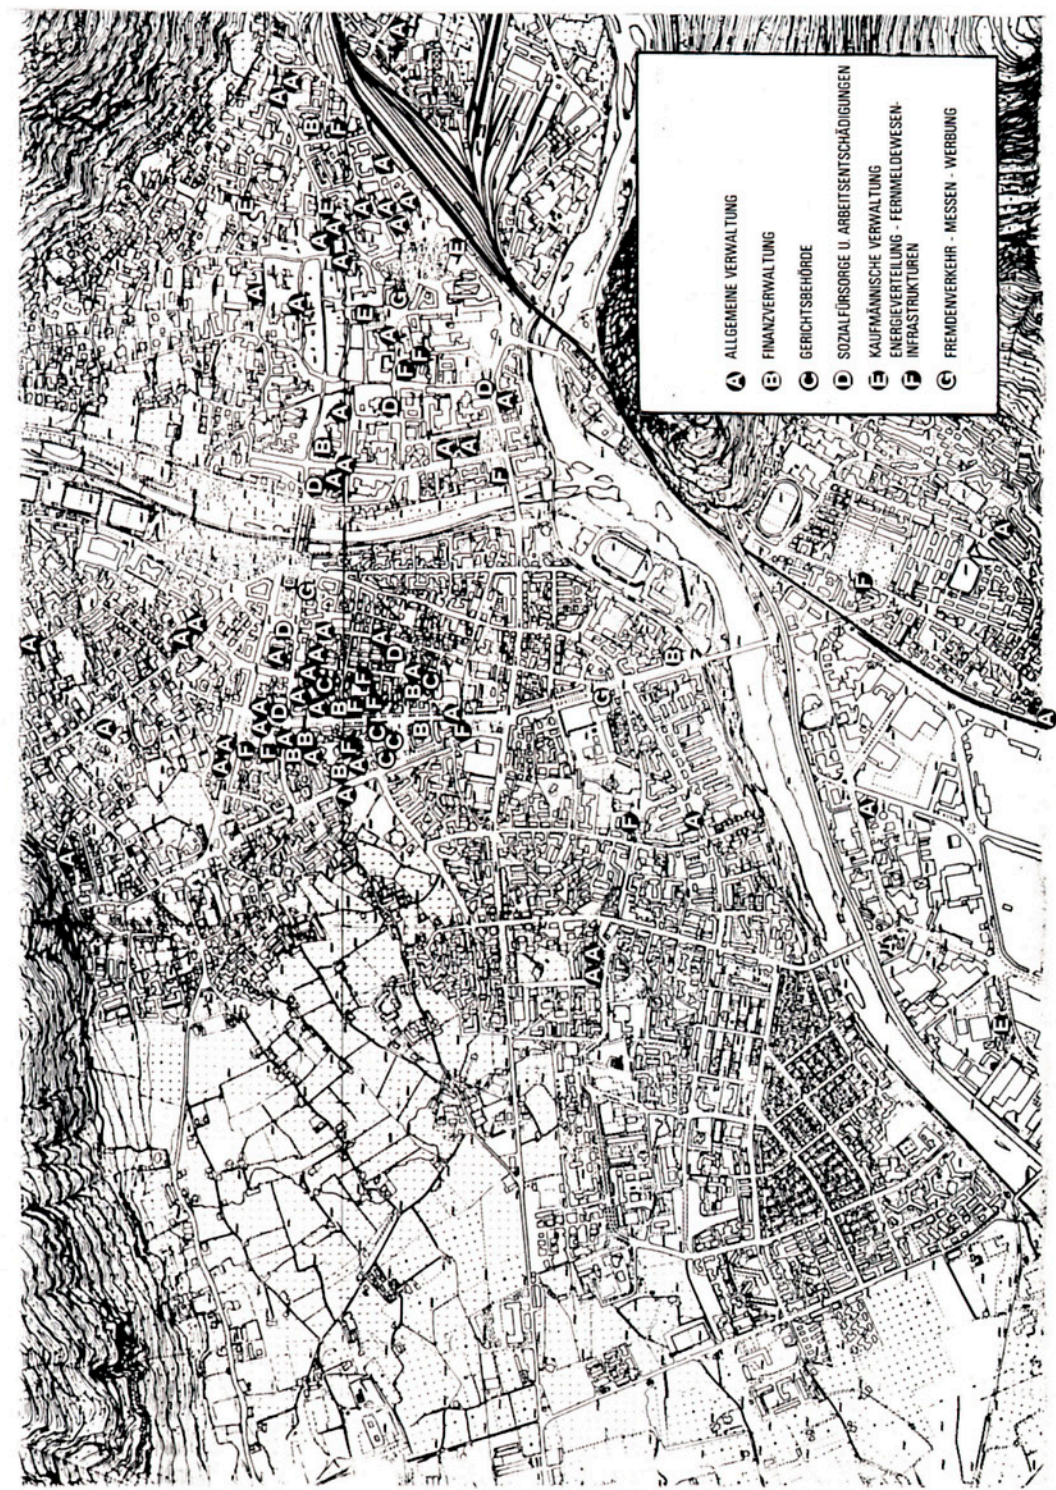 A ALLGEMEINE VERWALTUNG
B FINANZVERWALTUNG
C GERICHTSBEHÖRDE
D SOZIALFÜRSORGE U. ARBEITSENTSCHÄDIGUNGEN
E KAUFMÄNNISCHE VERWALTUNG
ENERGIEVERTEILUNG - FERNMELDEWESEN-
F INFRASTRUKTUREN
G FREMDENVERKEHR - MESSEN - WERBUNG